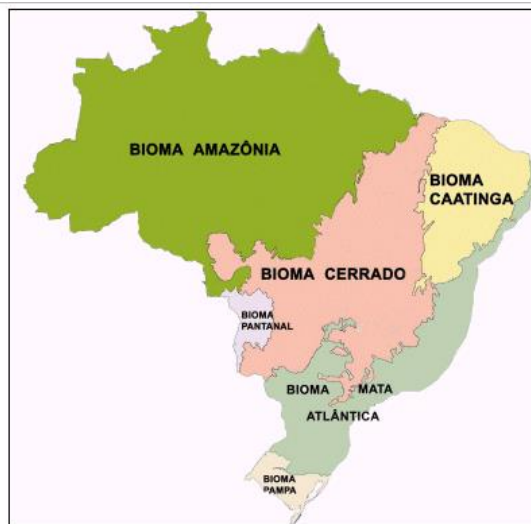 BIOMA AMAZÔNIA
BIOMA
CAATINGA
BIOMA CERRADO
BIOMA
PANTANAL
BIOMA MATA
ATLÂNTICA
BIOMA
PAMPA